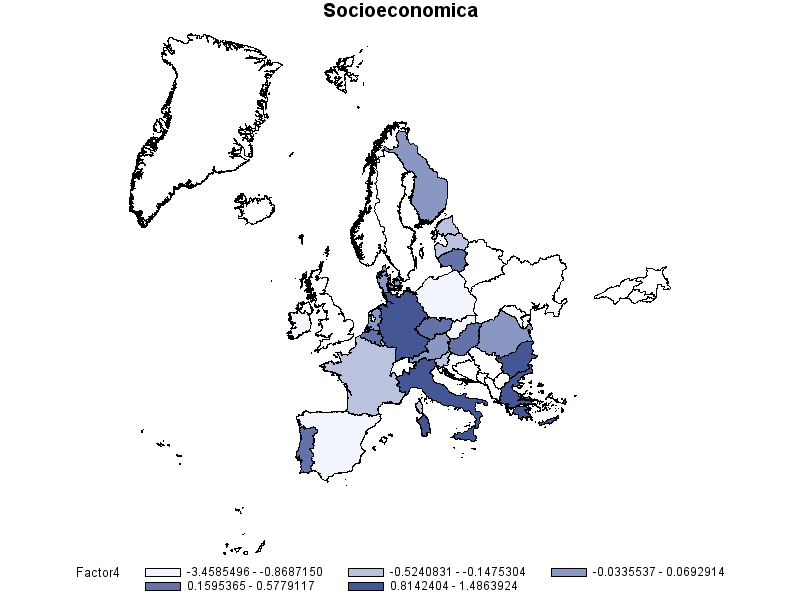 Socioeconomica
Factor4 -3.4585496 - -0.8687150 -0.5240831 - -0.1475304 -0.0335537 - 0.0692914
0.1595365 - 0.5779117 0.8142404 - 1.4863924